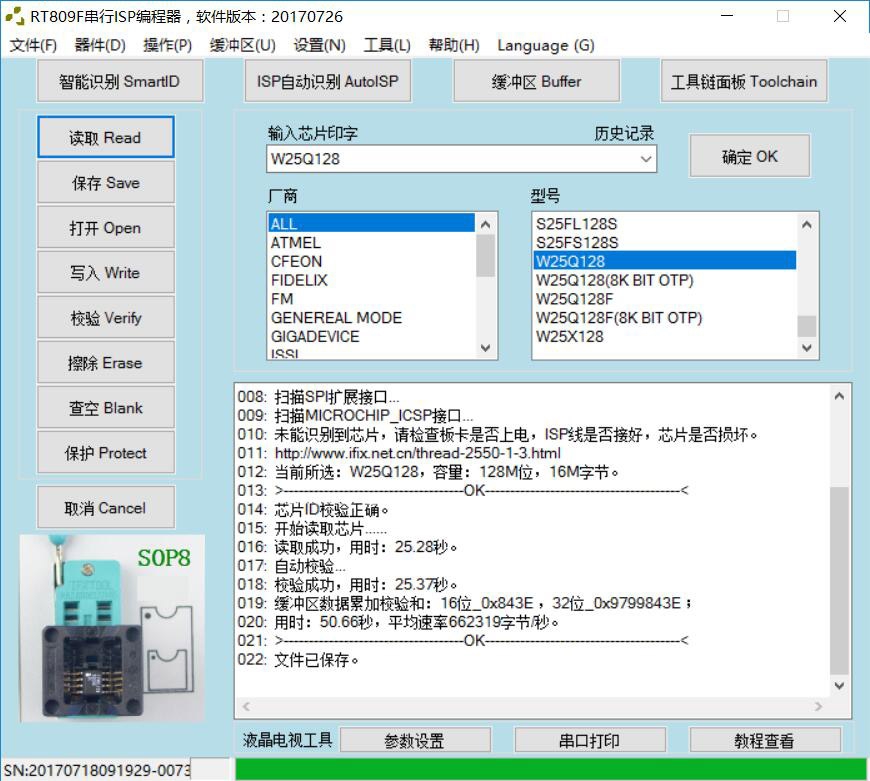 RT809F串行ISP编程器，软件版本：20170726
文件(F) 器件(D) 操作(P) 缓冲区(U) 设置(N) 工具(L) 帮助(H) Language (G)
智能识别 SmartID ISP自动识别 AutoISP 缓冲区 Buffer 工具链面板 Toolchain
读取 Read
保存 Save
打开 Open
写入 Write
校验 Verify
擦除 Erase
查空 Blank
保护 Protect
取消 Cancel
SOP8
输入芯片印字 历史记录
W25Q128
确定 OK
厂商
ALL
ATMEL
CFEON
FIDELIX
FM
GENEREAL MODE
GIGADEVICE
ISSI
型号
S25FL128S
S25FS128S
W25Q128
W25Q128(8K BIT OTP)
W25Q128F
W25Q128F(8K BIT OTP)
W25X128
008: 扫描SPI扩展接口...
009: 扫描MICROCHIP_ICSP接口...
010: 未能识别到芯片，请检查板卡是否上电，ISP线是否接好，芯片是否损坏。
011: http://www.ifix.net.cn/thread-2550-1-3.html
012: 当前所选：W25Q128，容量：128M位，16M字节。
013: >----------------------------------OK-------------------------------------<
014: 芯片ID校验正确。
015: 开始读取芯片......
016: 读取成功，用时：25.28秒。
017: 自动校验...
018: 校验成功，用时：25.37秒。
019: 缓冲区数据累加校验和：16位_0x843E ，32位_0x9799843E ；
020: 用时：50.66秒，平均速率662319字节/秒。
021: >----------------------------------OK-------------------------------------<
022: 文件已保存。
液晶电视工具 参数设置 串口打印 教程查看
SN:20170718091929-0073